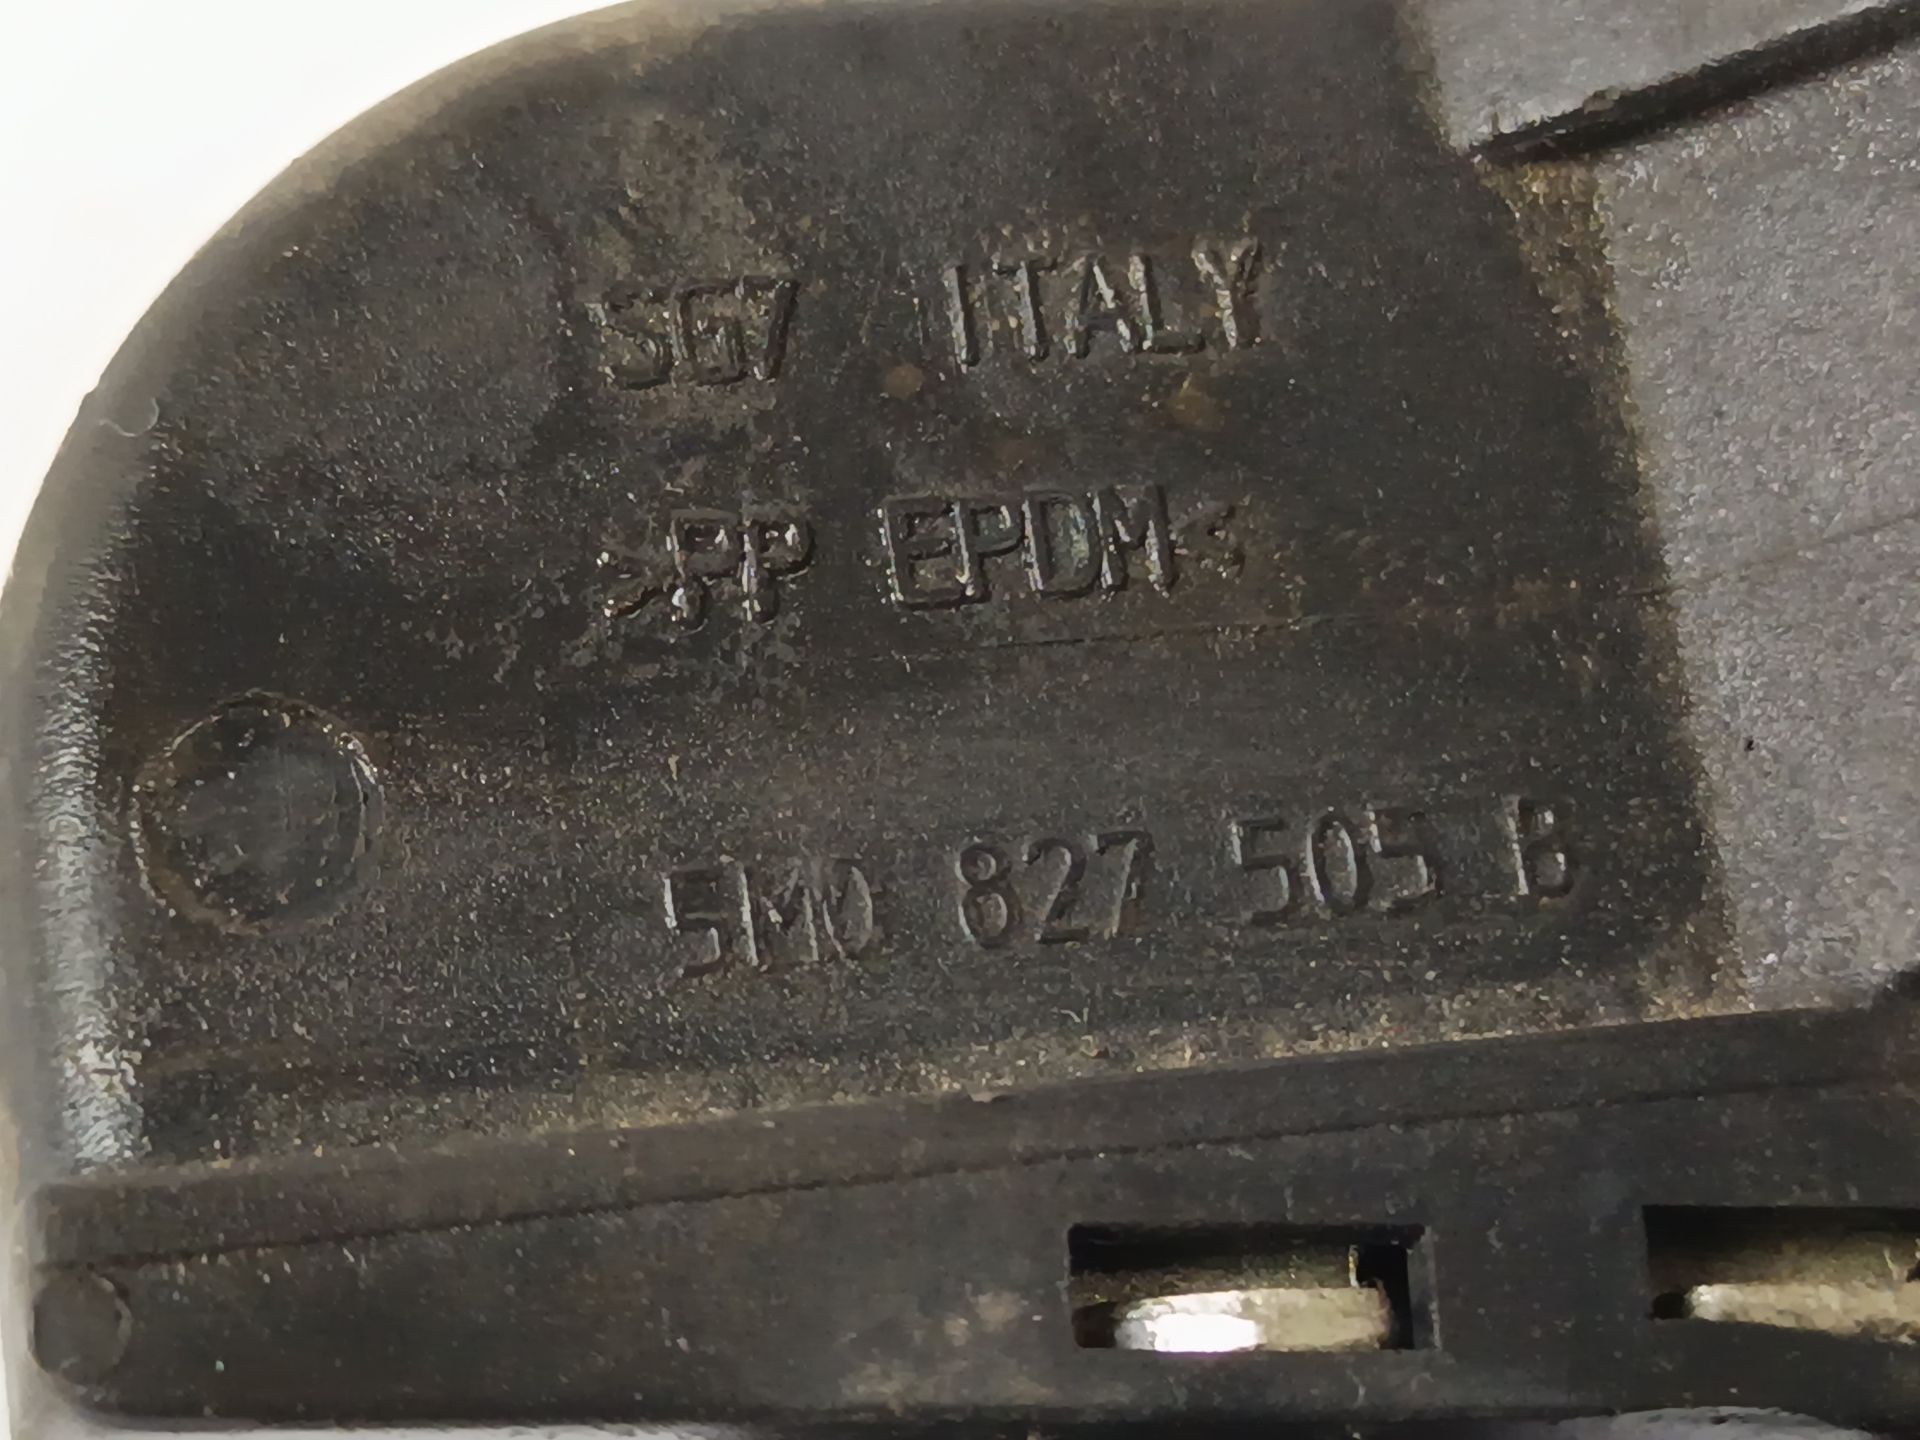 SG7 ITALY
>PP EPDM<
5M0 827 505 B